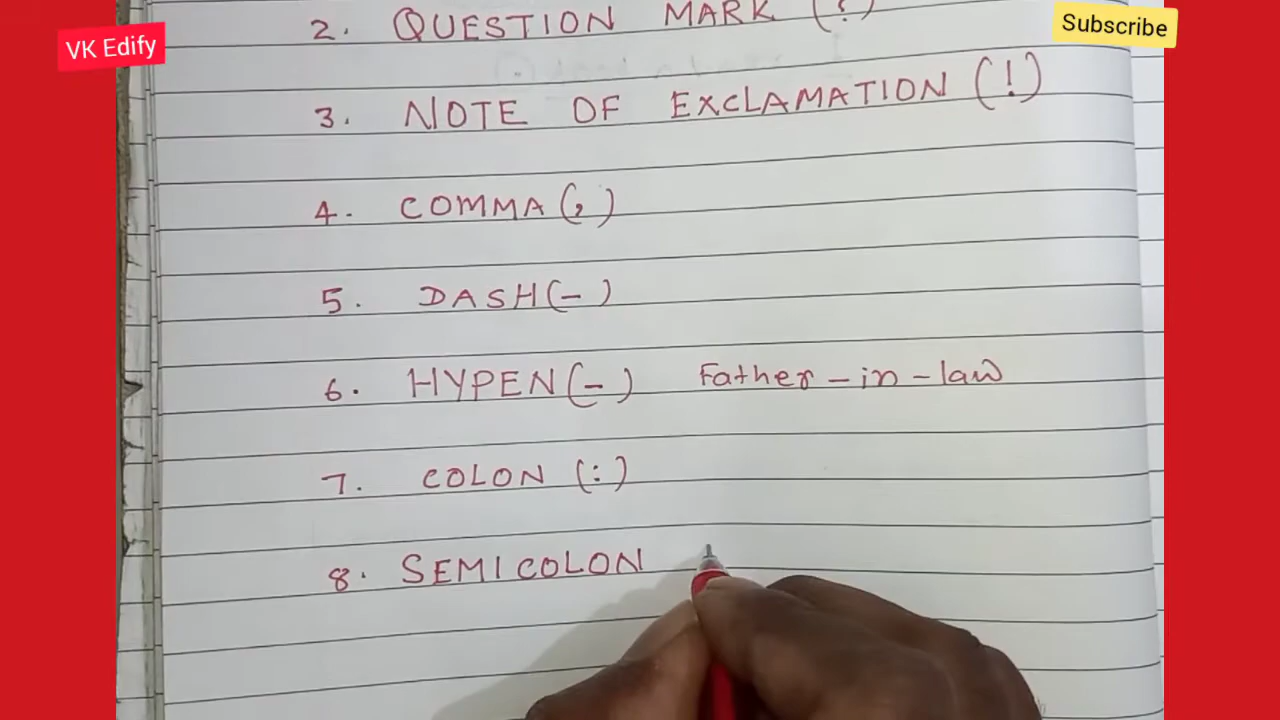 VK Edify
Subscribe
2. QUESTION MARK (?)
3. NOTE OF EXCLAMATION (!)
4. COMMA (,)
5. DASH (-)
6. HYPEN (-) Father-in-law
7. COLON (:)
8. SEMICOLON